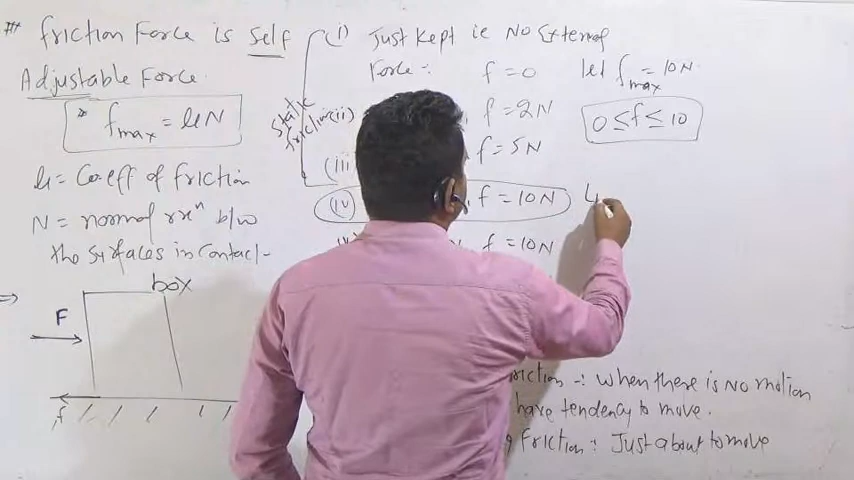 friction Force is self
Adjustable Force.
* fmax = μN
μ = Co.eff of friction
N = normal rxⁿ b/w
the surfaces in contact-
=>
box
F
f
Static
friction
(i) Just kept ie No External
Force :-
f = 0
let fmax = 10N.
(ii)
f = 2N
0 ≤ f ≤ 10
(iii)
f = 5N
(iv)
f = 10N
f = 10N
-: when there is No motion
have tendency to move.
Friction : Just about to move